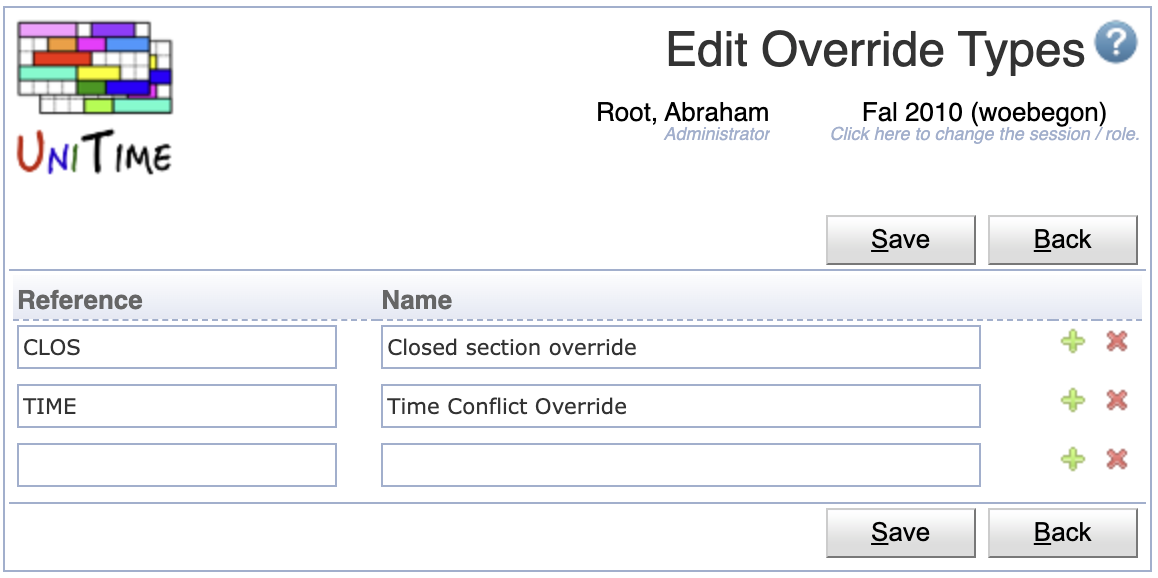 Edit Override Types ?
UniTime
Root, Abraham Fal 2010 (woebegon)
Administrator Click here to change the session / role.
Save Back
Reference Name
CLOS Closed section override
TIME Time Conflict Override
Save Back